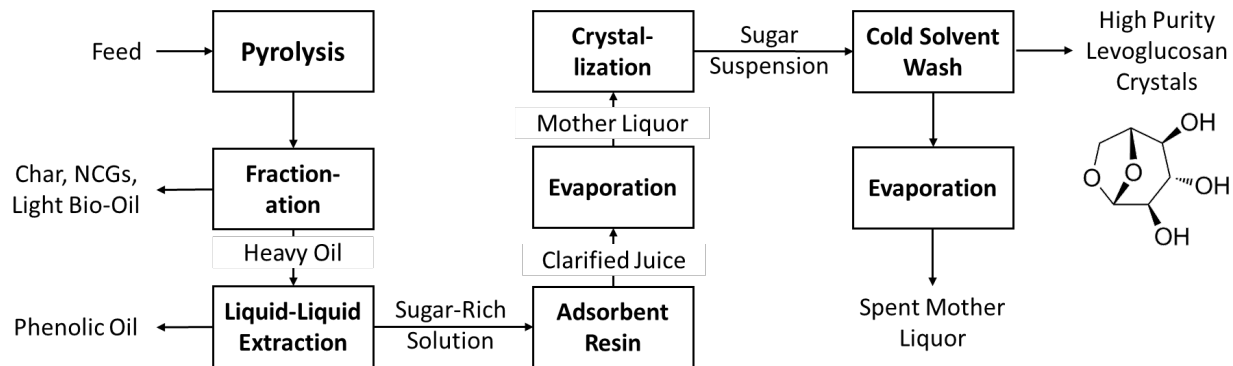 Feed
Pyrolysis
Char, NCGs,
Light Bio-Oil
Fraction-
ation
Heavy Oil
Phenolic Oil
Liquid-Liquid
Extraction
Sugar-Rich
Solution
Adsorbent
Resin
Clarified Juice
Evaporation
Mother Liquor
Crystal-
lization
Sugar
Suspension
Cold Solvent
Wash
High Purity
Levoglucosan
Crystals
Evaporation
Spent Mother
Liquor
OH
O
O
OH
OH